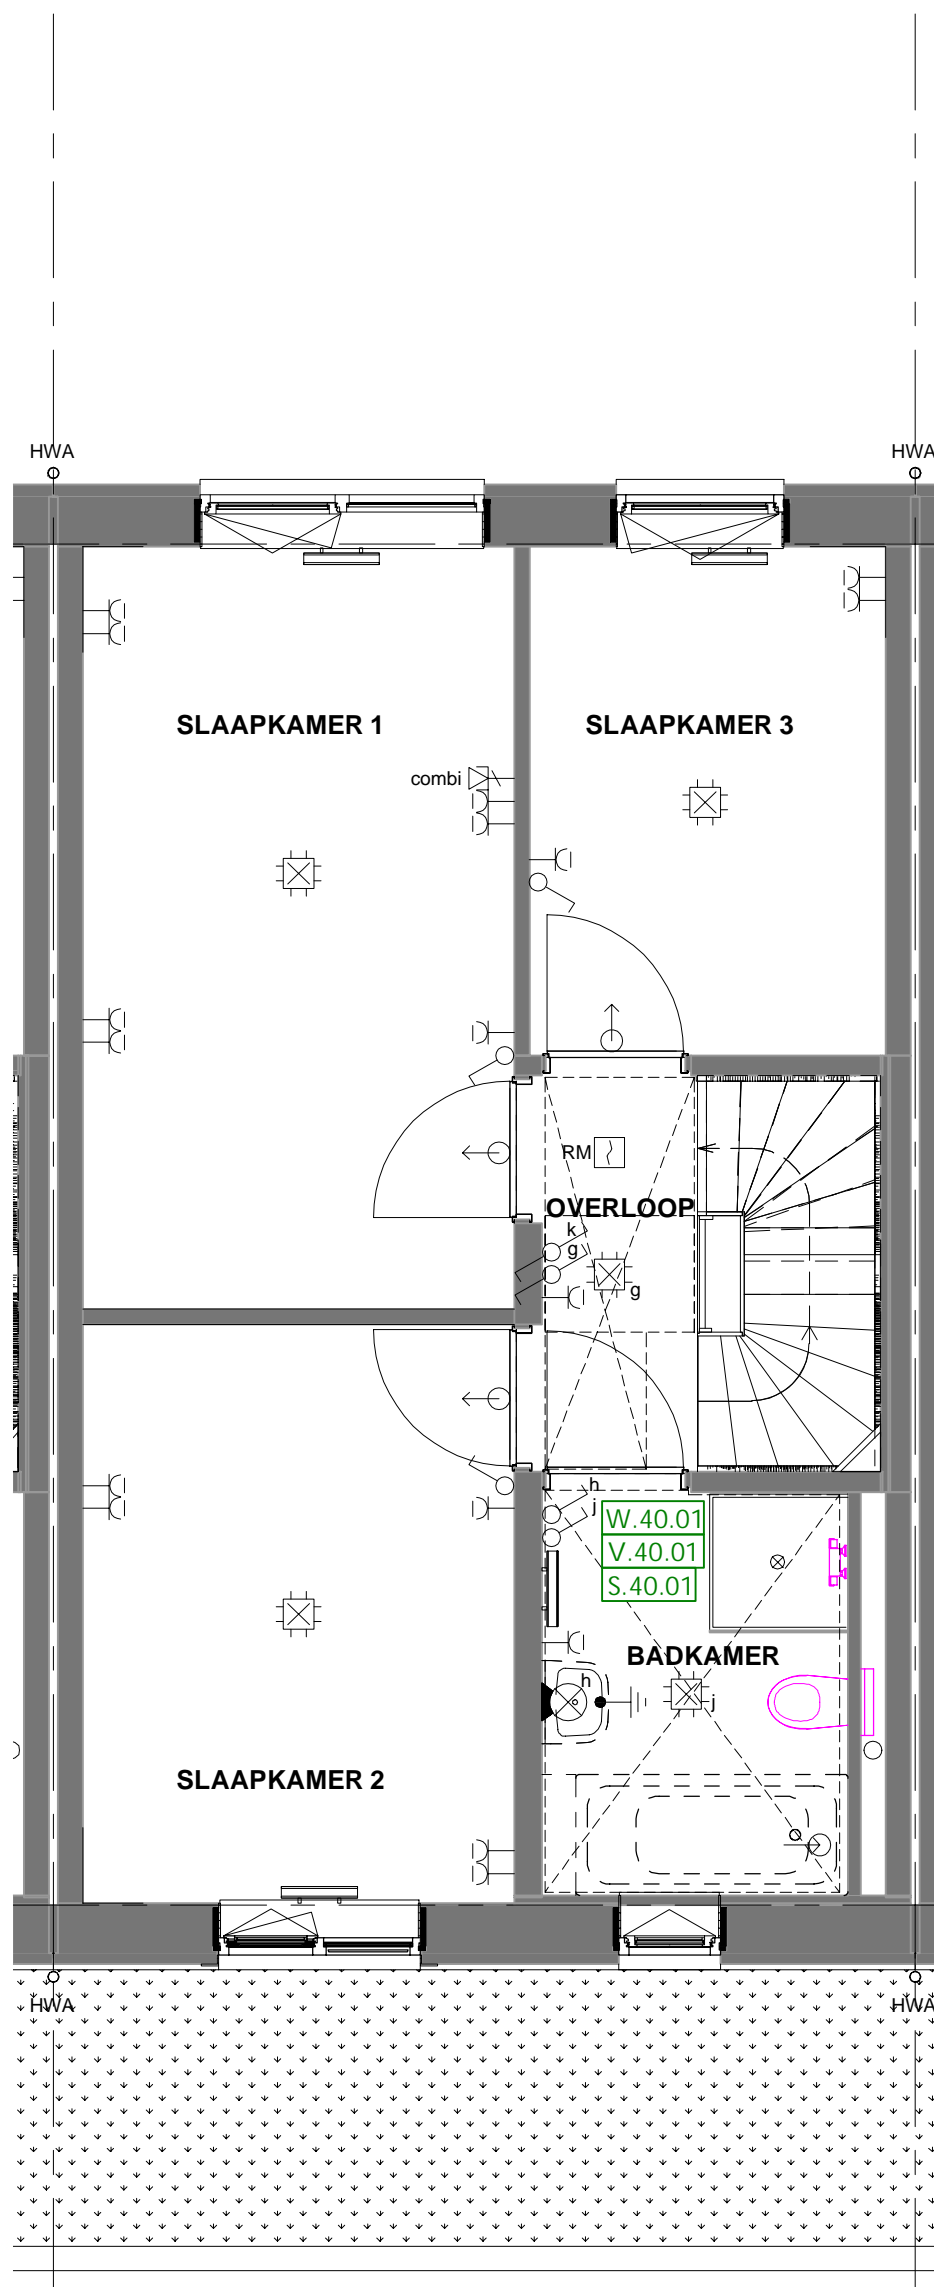 HWA
HWA
SLAAPKAMER 1
SLAAPKAMER 3
combi
RM
OVERLOOP
k
g
g
h
j
W.40.01
V.40.01
S.40.01
BADKAMER
h
j
SLAAPKAMER 2
HWA
HWA